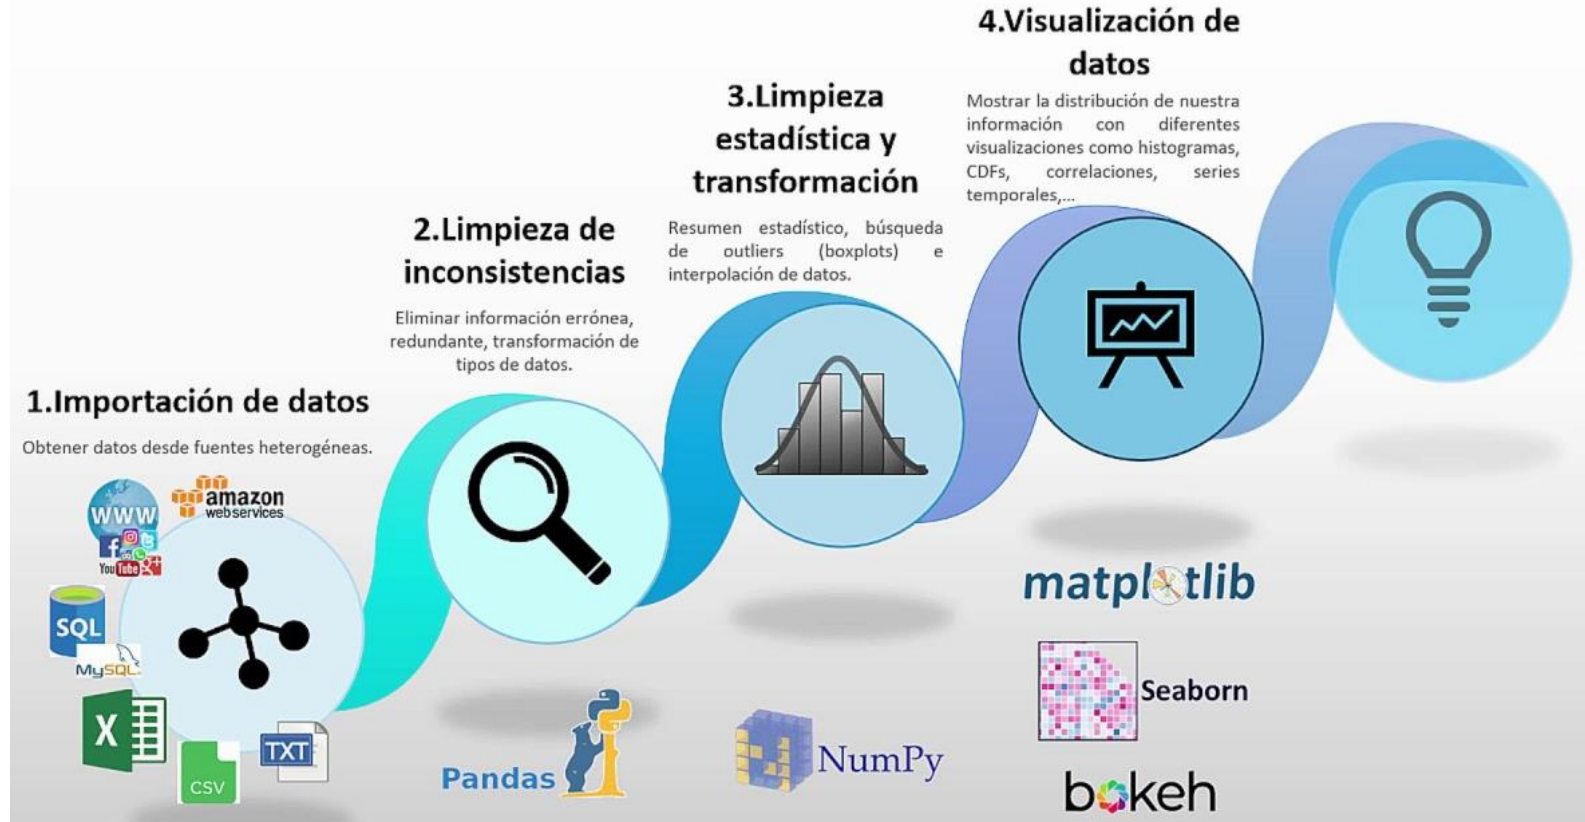 1.Importación de datos
Obtener datos desde fuentes heterogéneas.
WWW
amazon
webservices
You Tube
SQL
MySQL
X
CSV
TXT
2.Limpieza de
inconsistencias
Eliminar información errónea,
redundante, transformación de
tipos de datos.
Pandas
3.Limpieza
estadística y
transformación
Resumen estadístico, búsqueda
de outliers (boxplots) e
interpolación de datos.
NumPy
4.Visualización de
datos
Mostrar la distribución de nuestra
información con diferentes
visualizaciones como histogramas,
CDFs, correlaciones, series
temporales,...
matplotlib
Seaborn
bokeh